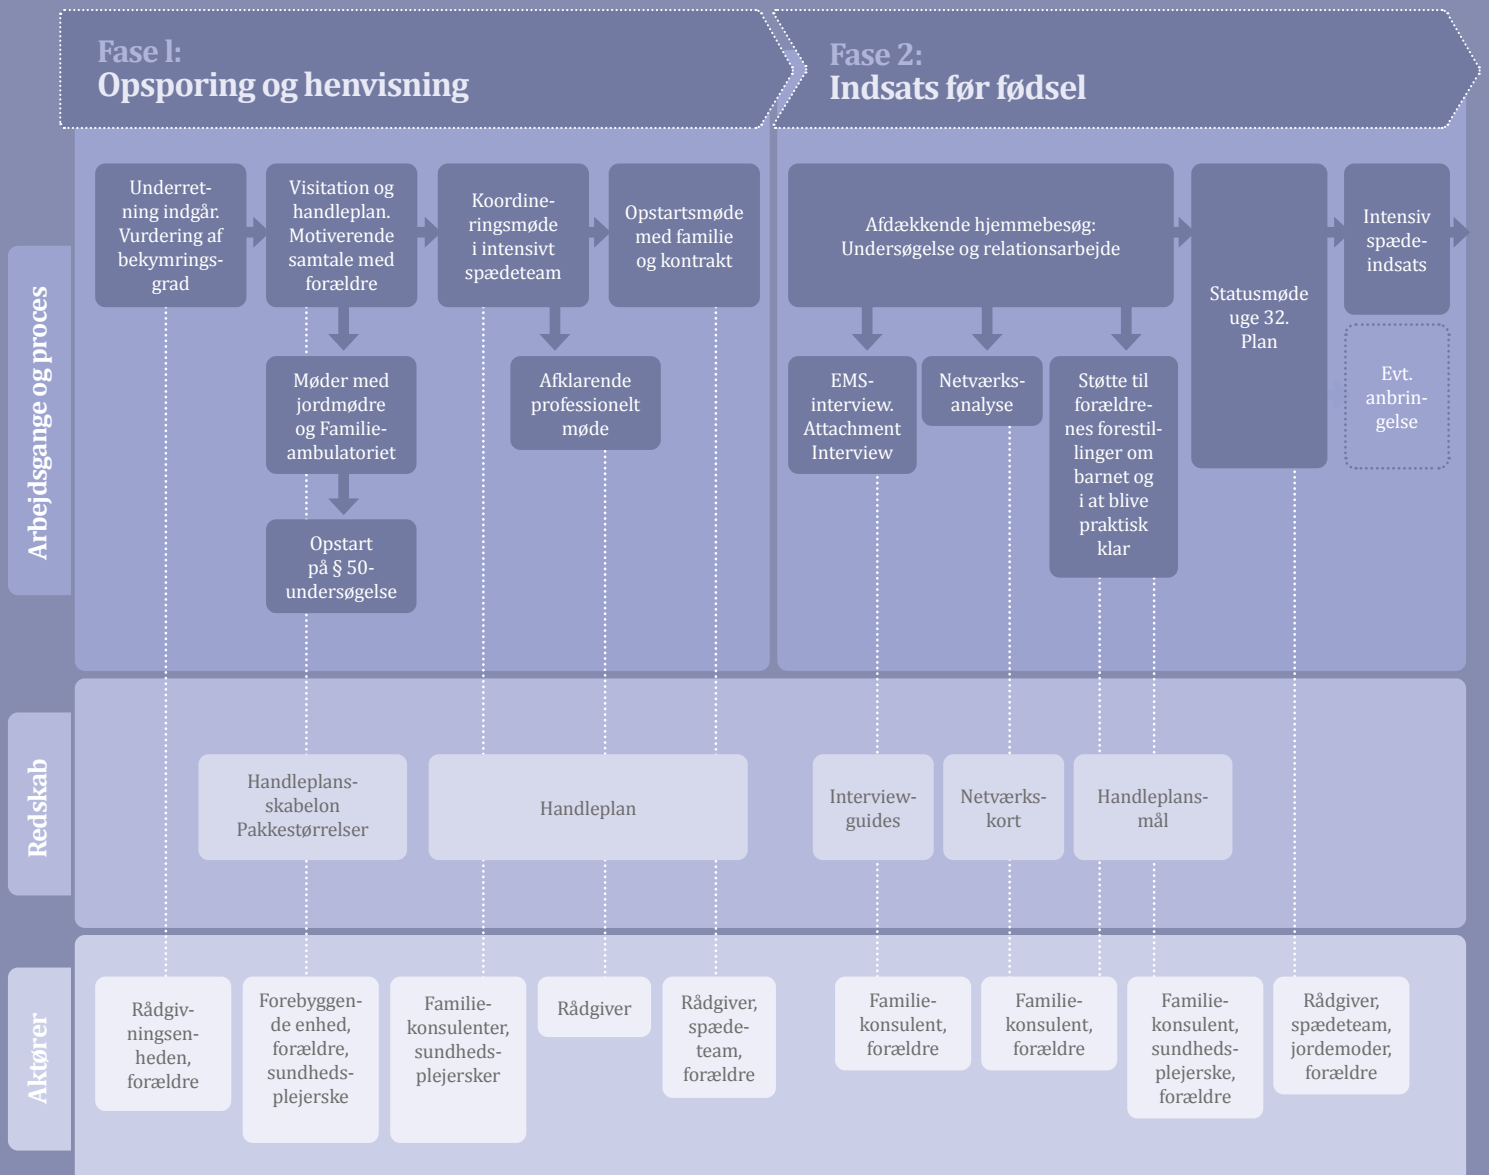 Fase 1:
Opsporing og henvisning
Fase 2:
Indsats før fødsel
Arbejdsgange og proces
Underret-
ning indgår.
Vurdering af
bekymrings-
grad
Visitation og
handleplan.
Motiverende
samtale med
forældre
Koordine-
ringsmøde
i intensivt
spædeteam
Opstartsmøde
med familie
og kontrakt
Møder med
jordmødre
og Familie-
ambulatoriet
Afklarende
professionelt
møde
Opstart
på § 50-
undersøgelse
Afdækkende hjemmebesøg:
Undersøgelse og relationsarbejde
Statusmøde
uge 32.
Plan
Intensiv
spæde-
indsats
Evt.
anbrin-
gelse
EMS-
interview.
Attachment
Interview
Netværks-
analyse
Støtte til
forældre-
nes forestil-
linger om
barnet og
i at blive
praktisk
klar
Redskab
Handleplans-
skabelon
Pakkestørrelser
Handleplan
Interview-
guides
Netværks-
kort
Handleplans-
mål
Aktører
Rådgiv-
ningsen-
heden,
forældre
Forebyggen-
de enhed,
forældre,
sundheds-
plejerske
Familie-
konsulenter,
sundheds-
plejersker
Rådgiver
Rådgiver,
spæde-
team,
forældre
Familie-
konsulent,
forældre
Familie-
konsulent,
forældre
Familie-
konsulent,
sundheds-
plejerske,
forældre
Rådgiver,
spædeteam,
jordemoder,
forældre